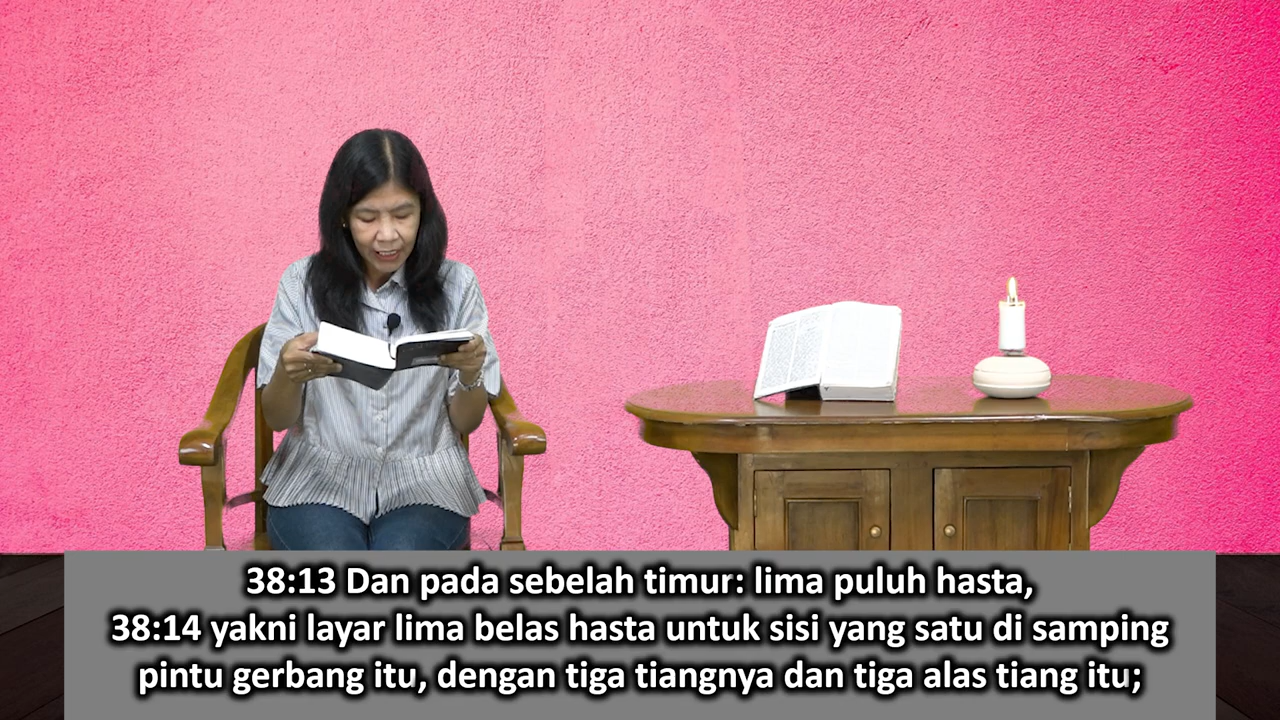 38:13 Dan pada sebelah timur: lima puluh hasta,
38:14 yakni layar lima belas hasta untuk sisi yang satu di samping
pintu gerbang itu, dengan tiga tiangnya dan tiga alas tiang itu;